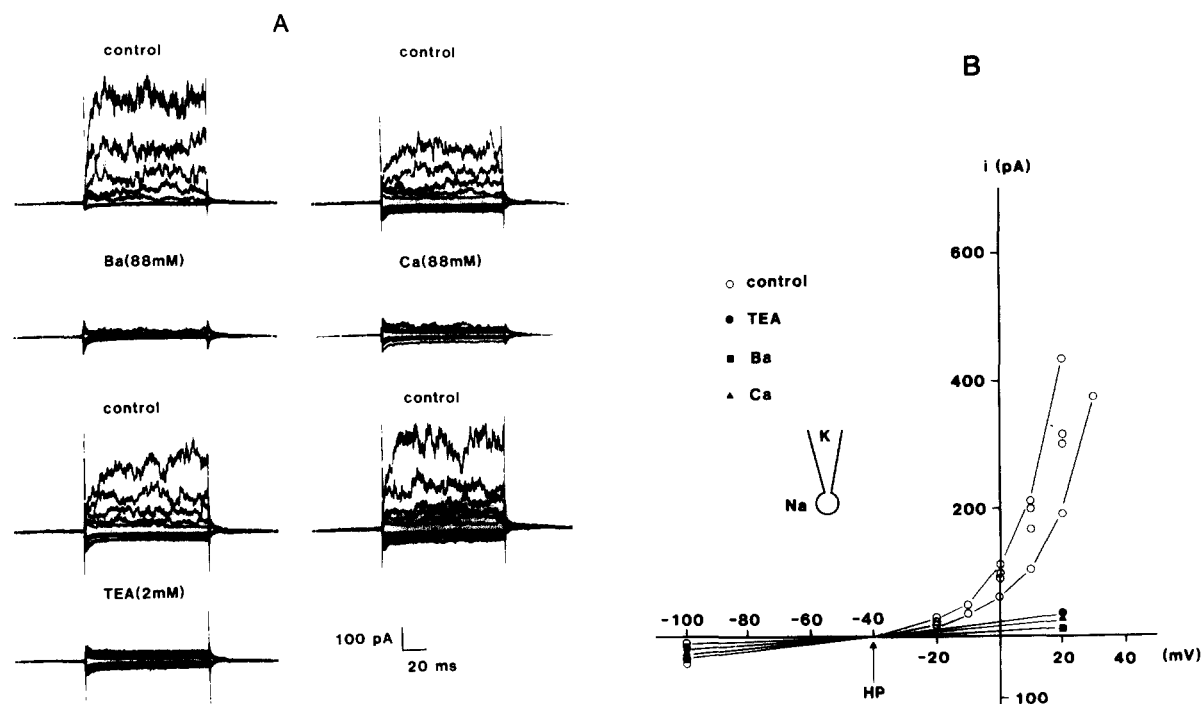 A
control
control
Ba(88mM)
Ca(88mM)
control
control
TEA(2mM)
100 pA
20 ms
B
i (pA)
600
400
200
control
TEA
Ba
Ca
K
Na
-100
-80
-60
-40
-20
20
40
(mV)
HP
100